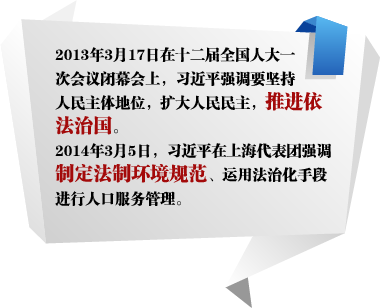 2013年3月17日在十二届全国人大一
次会议闭幕会上，习近平强调要坚持
人民主体地位，扩大人民民主，推进依
法治国。
2014年3月5日，习近平在上海代表团强调
制定法制环境规范、运用法治化手段
进行人口服务管理。